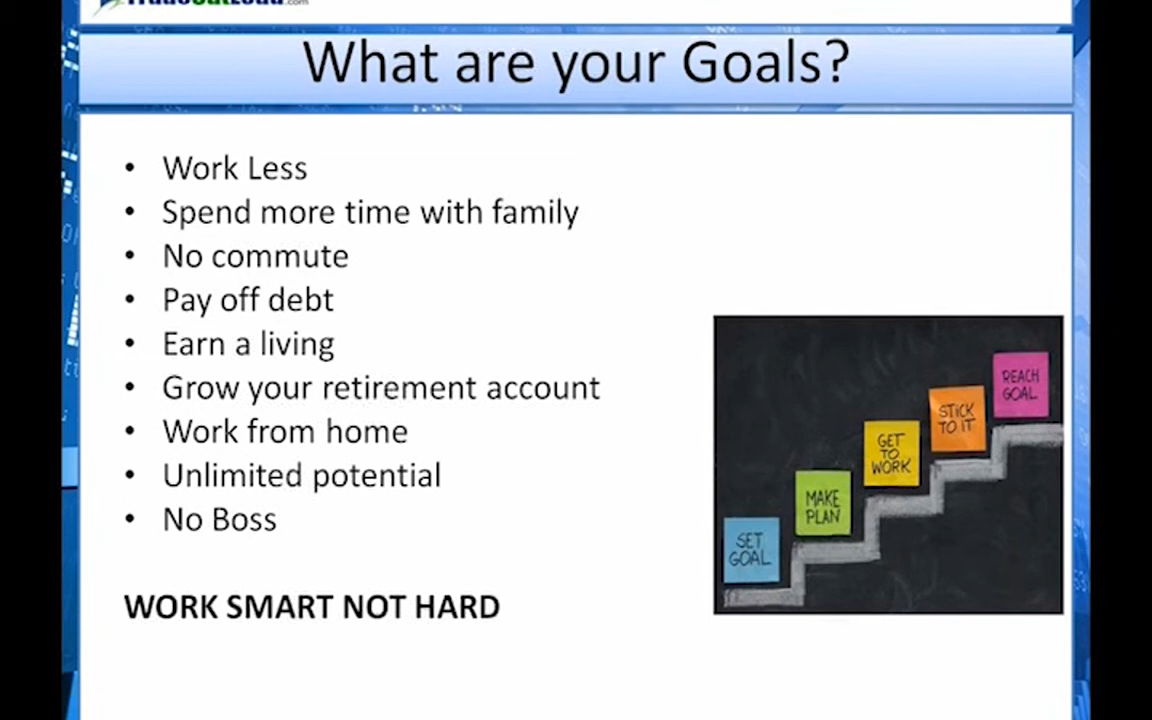 What are your Goals?
• Work Less
• Spend more time with family
• No commute
• Pay off debt
• Earn a living
• Grow your retirement account
• Work from home
• Unlimited potential
• No Boss
WORK SMART NOT HARD
SET
GOAL
MAKE
PLAN
GET
TO
WORK
STICK
TO IT
REACH
GOAL